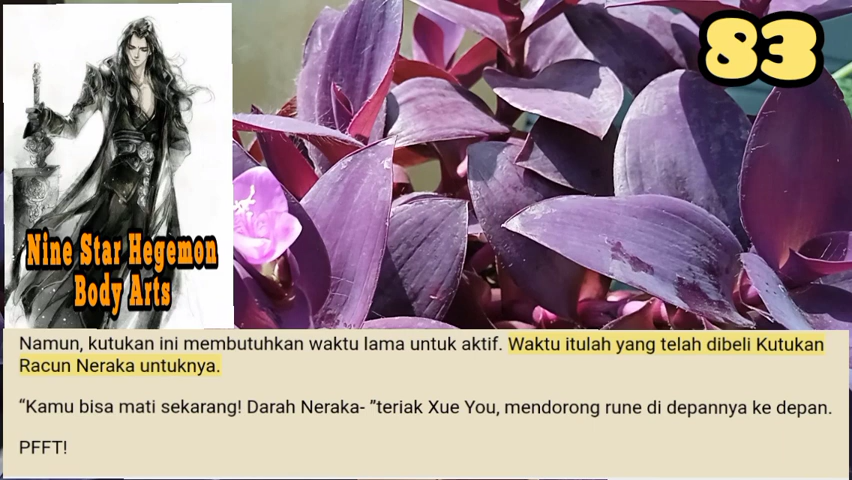 83
Nine Star Hegemon
Body Arts
Namun, kutukan ini membutuhkan waktu lama untuk aktif. Waktu itulah yang telah dibeli Kutukan
Racun Neraka untuknya.
“Kamu bisa mati sekarang! Darah Neraka- ”teriak Xue You, mendorong rune di depannya ke depan.
PFFT!